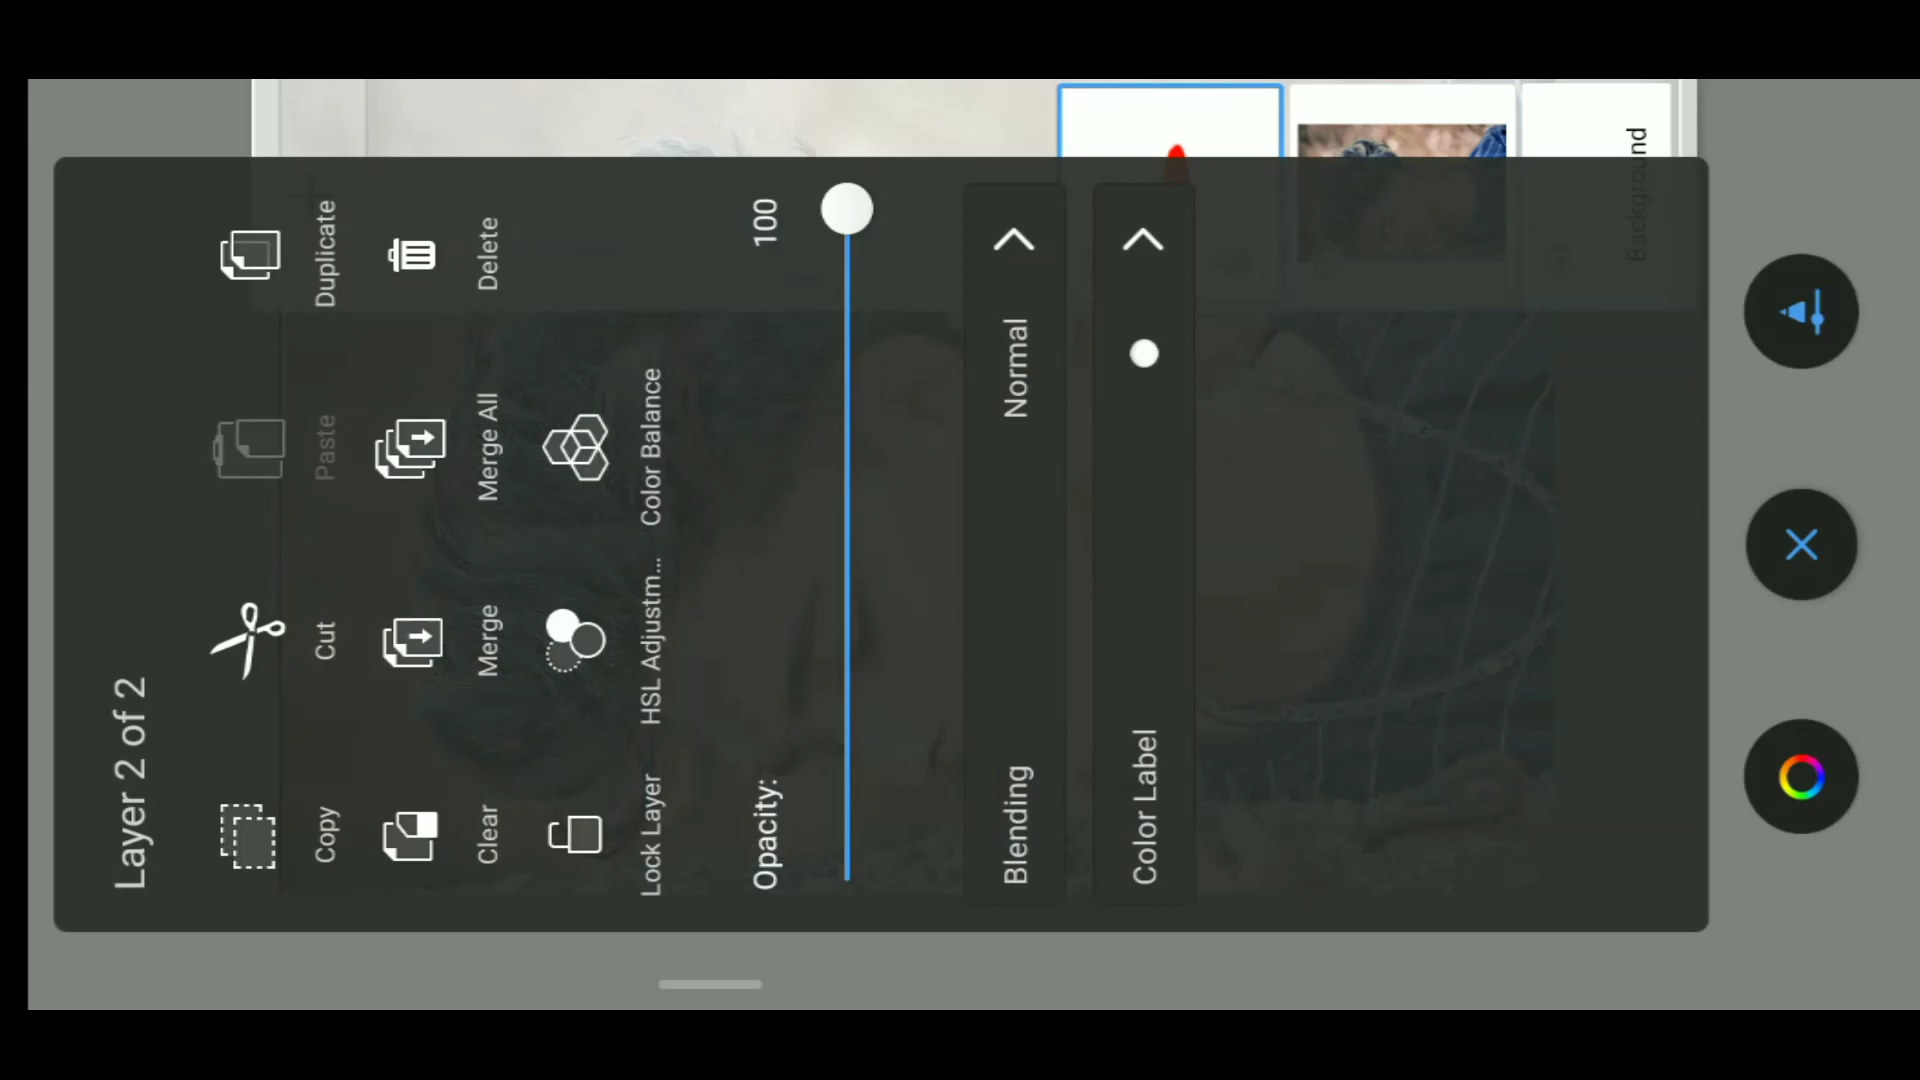 Layer 2 of 2
Copy
Cut
Paste
Duplicate
Clear
Merge
Merge All
Delete
Lock Layer
HSL Adjustm...
Color Balance
Opacity:
100
Blending
Normal
Color Label
Background